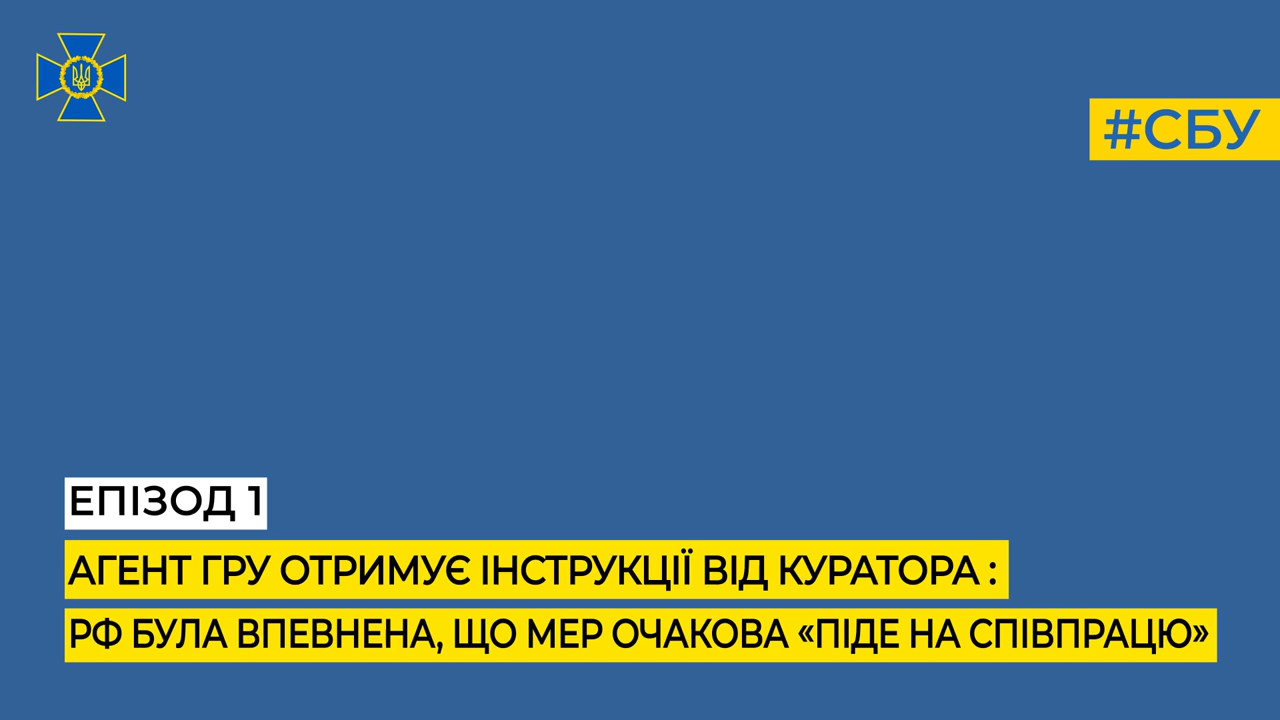 #СБУ
ЕПІЗОД 1
АГЕНТ ГРУ ОТРИМУЄ ІНСТРУКЦІЇ ВІД КУРАТОРА :
РФ БУЛА ВПЕВНЕНА, ЩО МЕР ОЧАКОВА «ПІДЕ НА СПІВПРАЦЮ»